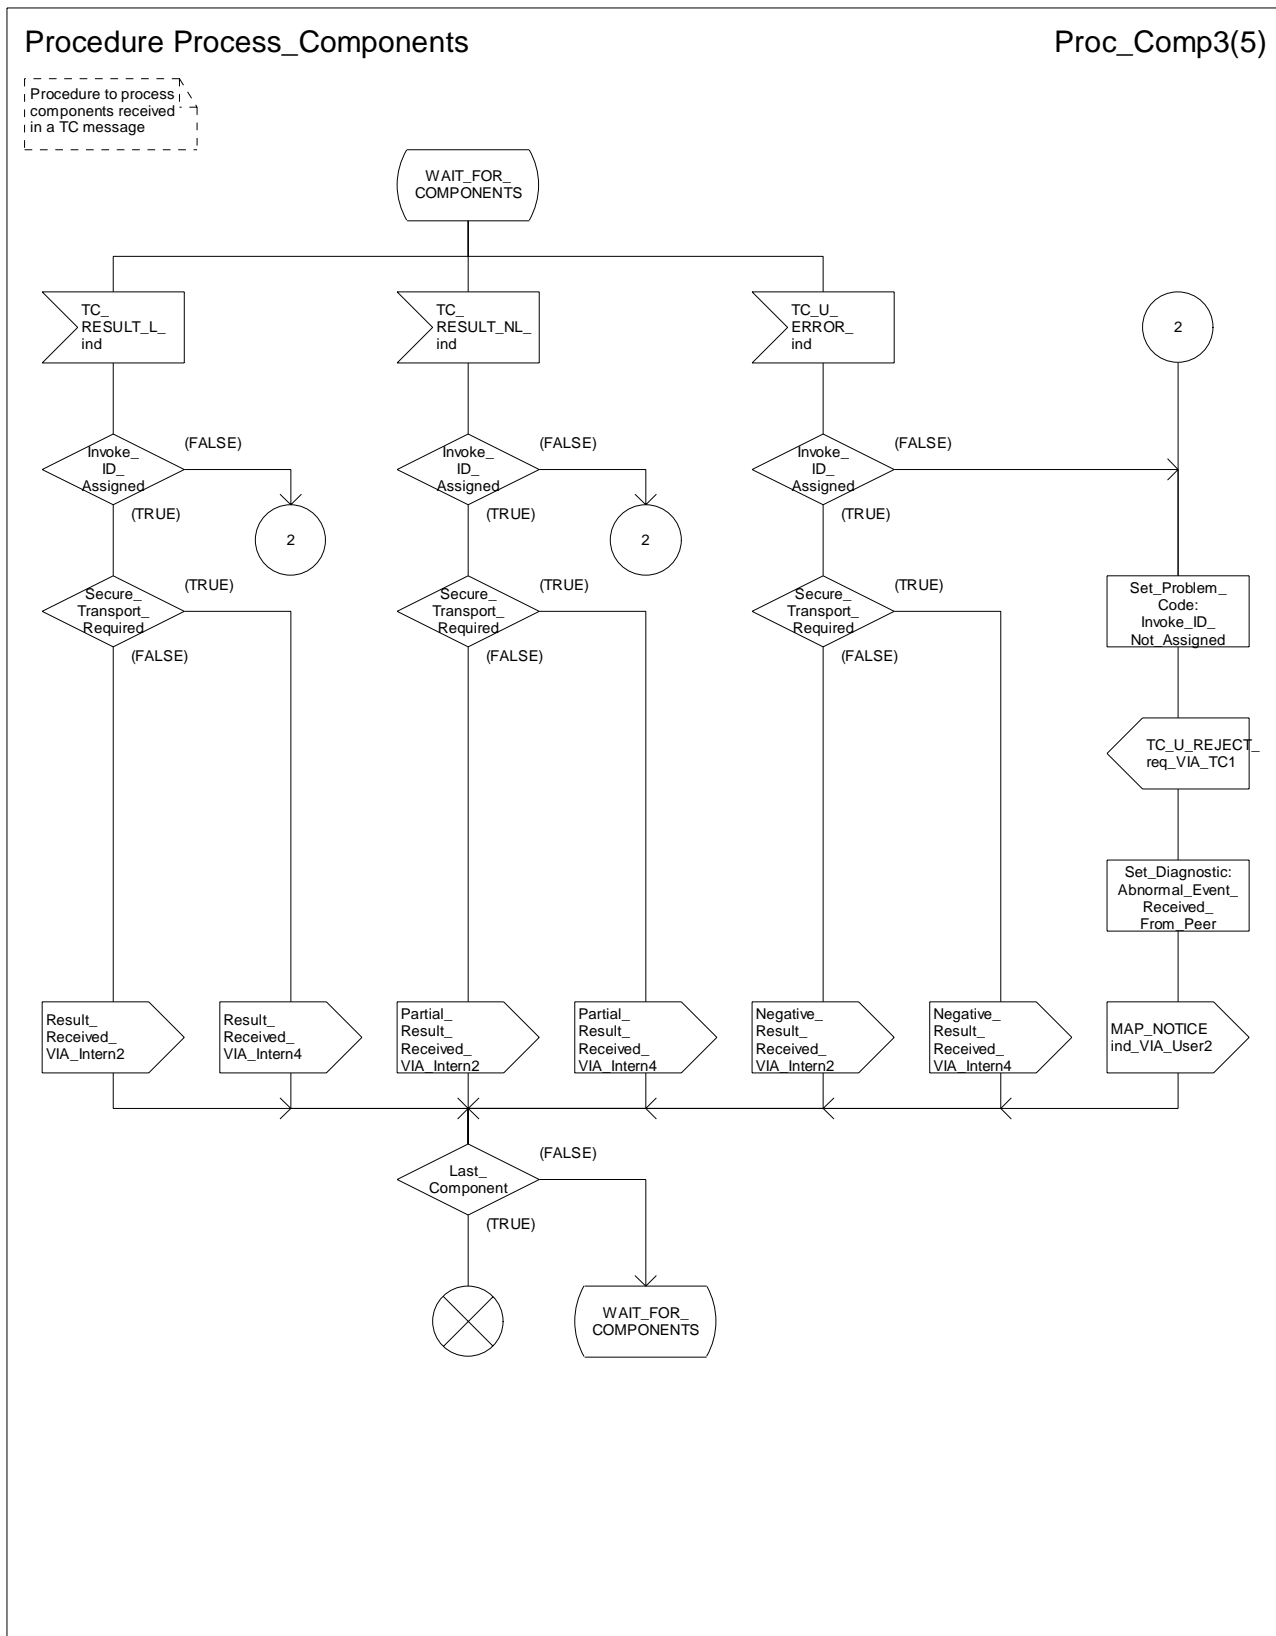 Procedure Process_Components
Proc_Comp3(5)
Procedure to process
components received
in a TC message
WAIT_FOR_
COMPONENTS
TC_
RESULT_L_
ind
TC_
RESULT_NL_
ind
TC_U_
ERROR_
ind
2
Invoke_
ID_
Assigned
(FALSE)
(TRUE)
Invoke_
ID_
Assigned
(FALSE)
(TRUE)
Invoke_
ID_
Assigned
(FALSE)
(TRUE)
2
2
Secure_
Transport_
Required
(TRUE)
(FALSE)
Secure_
Transport_
Required
(TRUE)
(FALSE)
Secure_
Transport_
Required
(TRUE)
(FALSE)
Set_Problem_
Code:
Invoke_ID_
Not_Assigned
TC_U_REJECT_
req_VIA_TC1
Set_Diagnostic:
Abnormal_Event_
Received_
From_Peer
Result_
Received_
VIA_Intern2
Result_
Received_
VIA_Intern4
Partial_
Result_
Received_
VIA_Intern2
Partial_
Result_
Received_
VIA_Intern4
Negative_
Result_
Received_
VIA_Intern2
Negative_
Result_
Received_
VIA_Intern4
MAP_NOTICE
ind_VIA_User2
Last_
Component
(FALSE)
(TRUE)
WAIT_FOR_
COMPONENTS